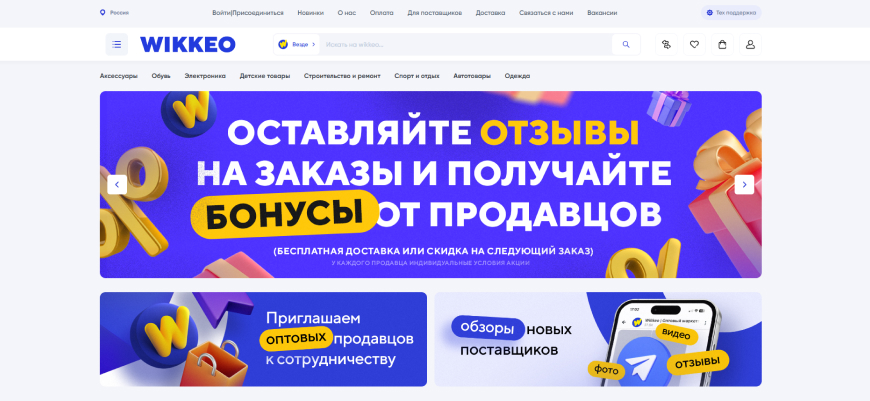 Россия
Войти|Присоединиться Новинки О нас Оплата Для поставщиков Доставка Связаться с нами Вакансии
Тех поддержка
WIKKEO
Везде
Искать на wikkeo...
Аксессуары Обувь Электроника Детские товары Строительство и ремонт Спорт и отдых Автотовары Одежда
ОСТАВЛЯЙТЕ ОТЗЫВЫ
НА ЗАКАЗЫ И ПОЛУЧАЙТЕ
БОНУСЫ ОТ ПРОДАВЦОВ
(БЕСПЛАТНАЯ ДОСТАВКА ИЛИ СКИДКА НА СЛЕДУЮЩИЙ ЗАКАЗ)
У КАЖДОГО ПРОДАВЦА ИНДИВИДУАЛЬНЫЕ УСЛОВИЯ АКЦИИ
Приглашаем
оптовых продавцов
к сотрудничеству
обзоры новых
поставщиков
видео
отзывы
фото